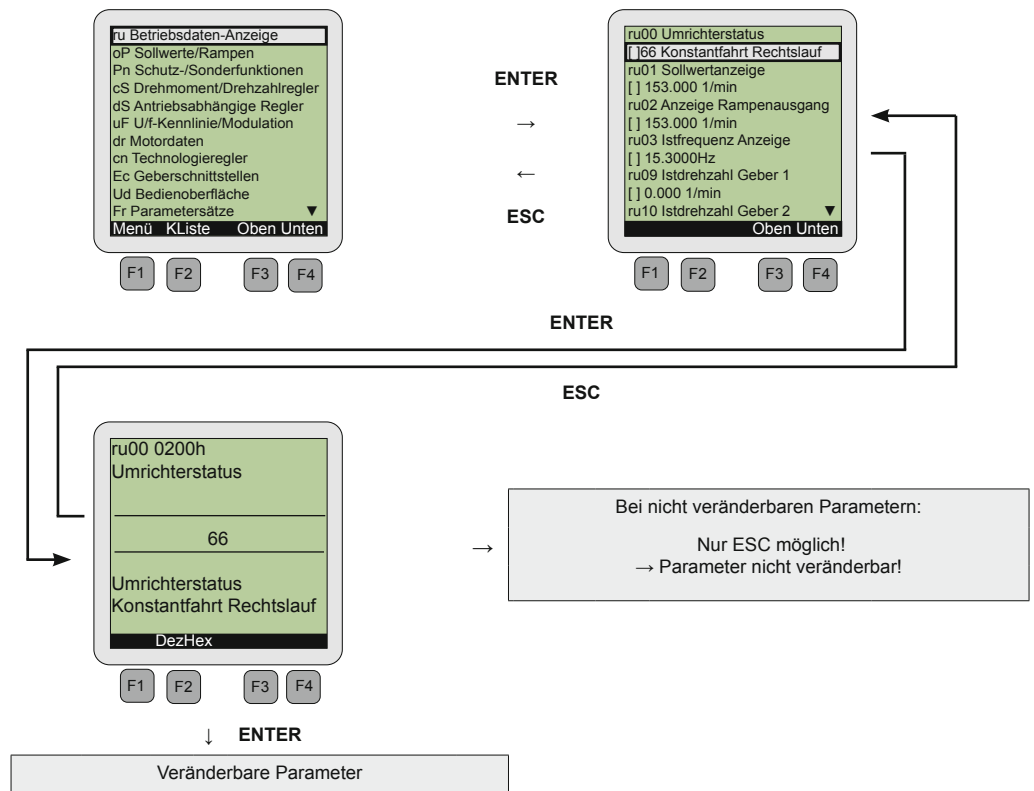 ru Betriebsdaten-Anzeige
oP Sollwerte/Rampen
Pn Schutz-/Sonderfunktionen
cS Drehmoment/Drehzahlregler
dS Antriebsabhängige Regler
uF U/f-Kennlinie/Modulation
dr Motordaten
cn Technologieregler
Ec Geberschnittstellen
Ud Bedienoberfläche
Fr Parametersätze ▼
Menü KListe Oben Unten
F1 F2 F3 F4
ENTER
→
←
ESC
ru00 Umrichterstatus
[ ]66 Konstantfahrt Rechtslauf
ru01 Sollwertanzeige
[ ] 153.000 1/min
ru02 Anzeige Rampenausgang
[ ] 153.000 1/min
ru03 Istfrequenz Anzeige
[ ] 15.3000Hz
ru09 Istdrehzahl Geber 1
[ ] 0.000 1/min
ru10 Istdrehzahl Geber 2 ▼
Oben Unten
F1 F2 F3 F4
ENTER
ESC
ru00 0200h
Umrichterstatus
66
Umrichterstatus
Konstantfahrt Rechtslauf
DezHex
F1 F2 F3 F4
→
Bei nicht veränderbaren Parametern:
Nur ESC möglich!
→ Parameter nicht veränderbar!
↓ ENTER
Veränderbare Parameter